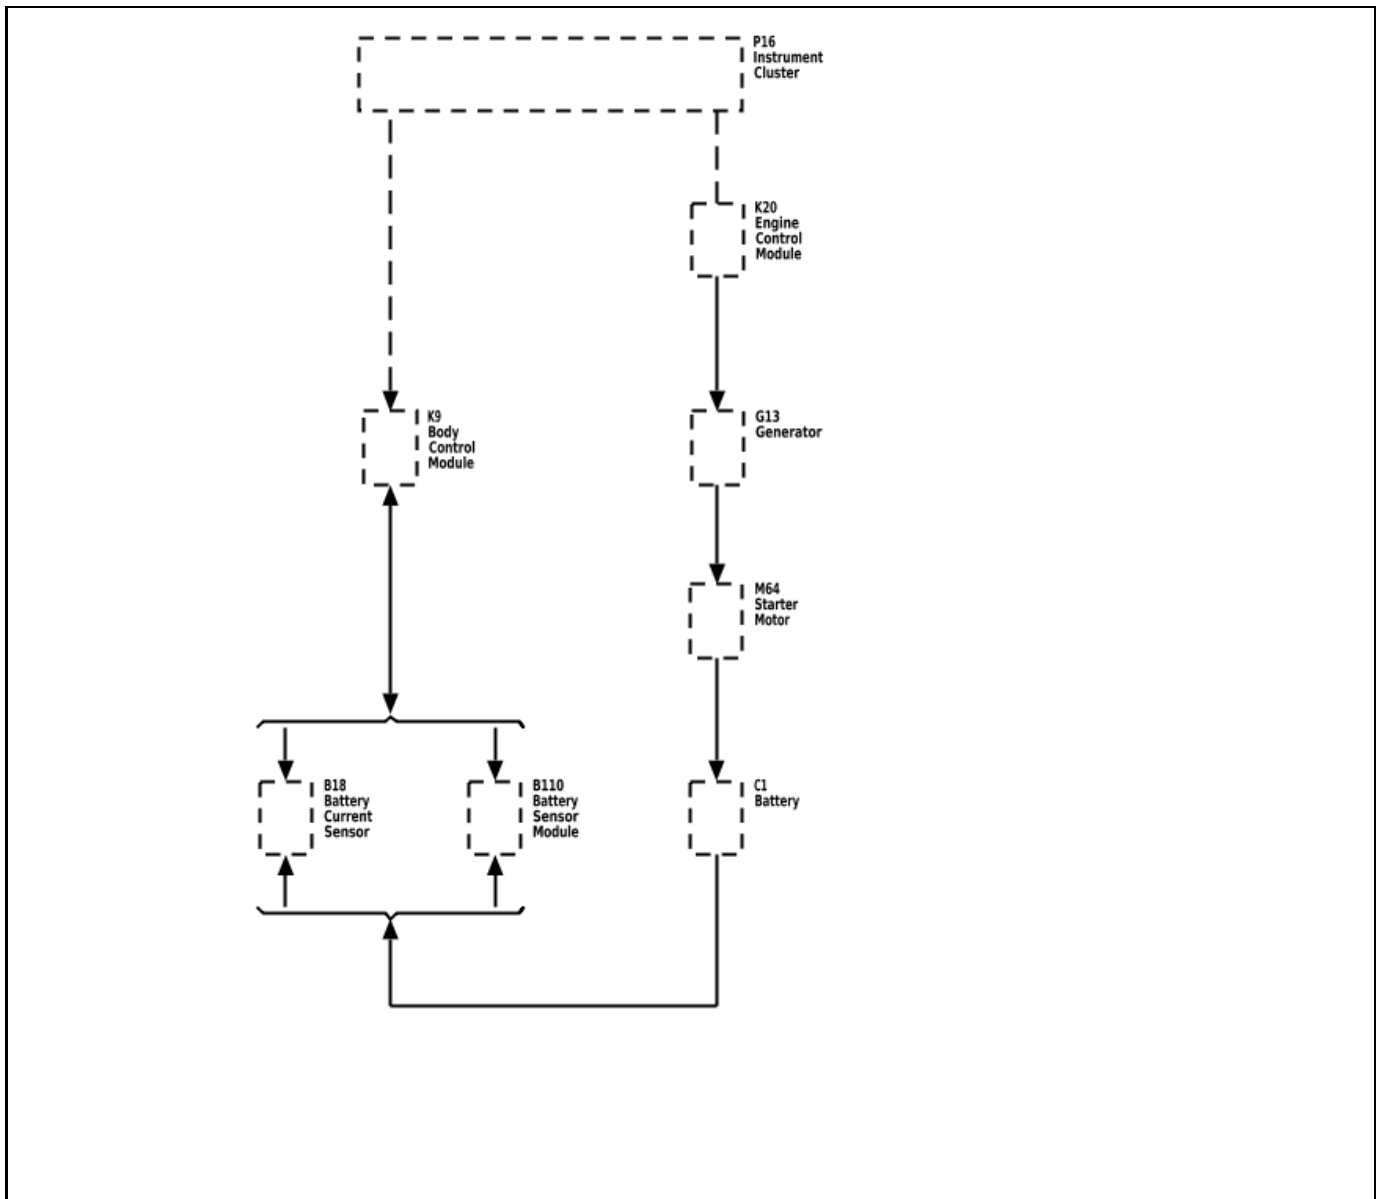 P16
Instrument
Cluster
K20
Engine
Control
Module
K9
Body
Control
Module
G13
Generator
M64
Starter
Motor
B18
Battery
Current
Sensor
B110
Battery
Sensor
Module
C1
Battery